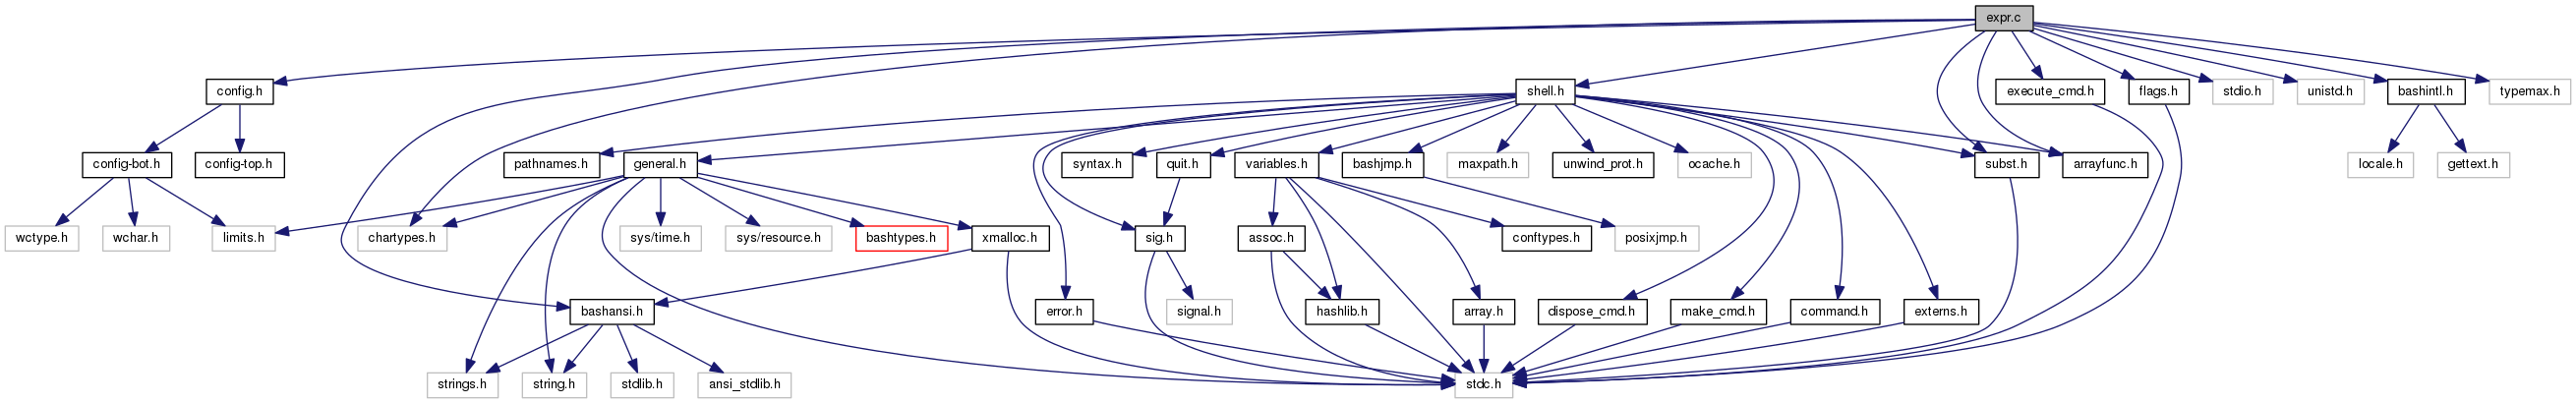 expr.c
config.h
shell.h
execute_cmd.h
flags.h
stdio.h
unistd.h
bashintl.h
typemax.h
config-bot.h
config-top.h
pathnames.h
general.h
syntax.h
quit.h
variables.h
bashjmp.h
maxpath.h
unwind_prot.h
ocache.h
subst.h
arrayfunc.h
locale.h
gettext.h
wctype.h
wchar.h
limits.h
chartypes.h
sys/time.h
sys/resource.h
bashtypes.h
xmalloc.h
sig.h
assoc.h
conftypes.h
posixjmp.h
bashansi.h
error.h
signal.h
hashlib.h
array.h
dispose_cmd.h
make_cmd.h
command.h
externs.h
strings.h
string.h
stdlib.h
ansi_stdlib.h
stdc.h